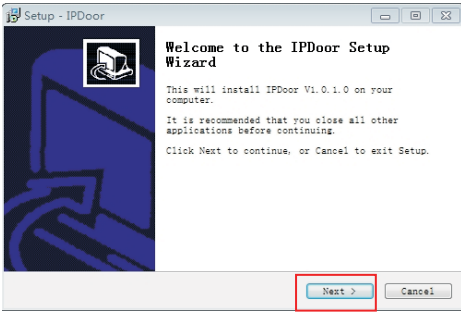 Setup - IPDoor
Welcome to the IPDoor Setup
Wizard
This will install IPDoor V1.0.1.0 on your
computer.
It is recommended that you close all other
applications before continuing.
Click Next to continue, or Cancel to exit Setup.
Next >
Cancel